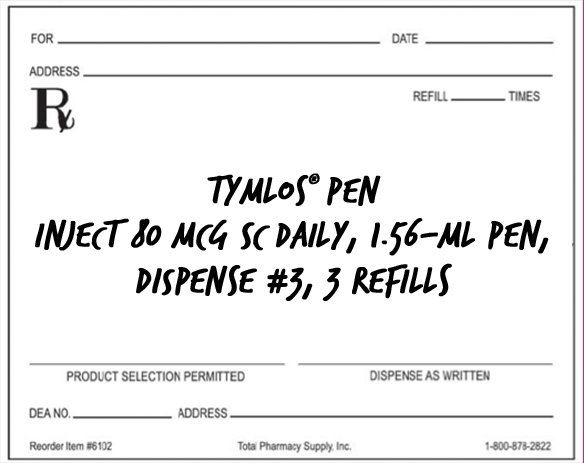 FOR DATE
ADDRESS
Rx
REFILL TIMES
TYMLOS® PEN
INJECT 80 MCG SC DAILY, 1.56-ML PEN,
DISPENSE #3, 3 REFILLS
PRODUCT SELECTION PERMITTED DISPENSE AS WRITTEN
DEA NO. ADDRESS
Reorder Item #6102 Total Pharmacy Supply, Inc. 1-800-878-2822